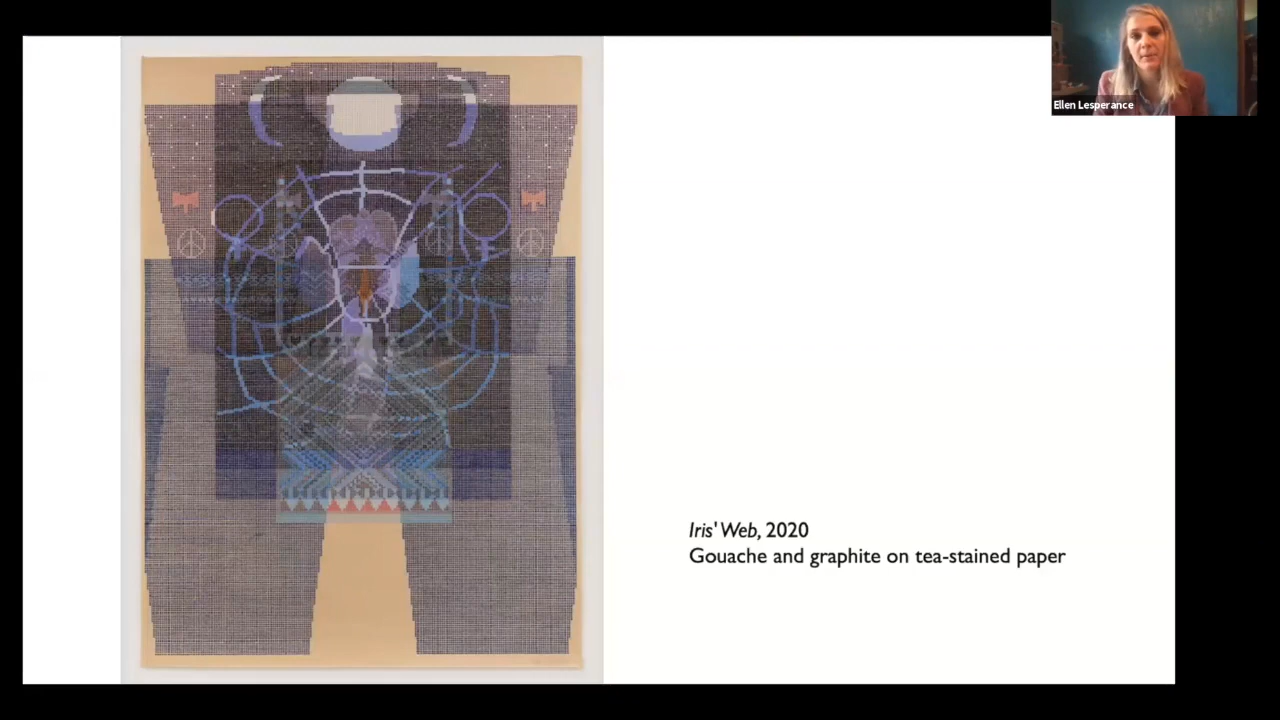 Ellen Lesperance
Iris' Web, 2020
Gouache and graphite on tea-stained paper